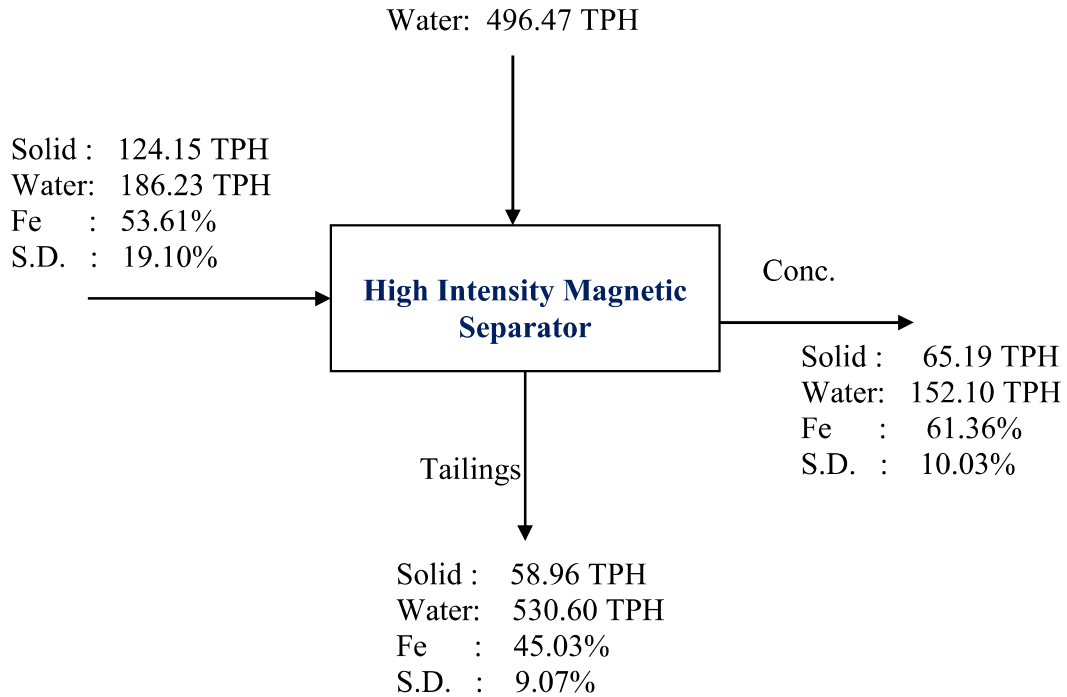 Water: 496.47 TPH
Solid : 124.15 TPH
Water: 186.23 TPH
Fe : 53.61%
S.D. : 19.10%
High Intensity Magnetic
Separator
Conc.
Solid : 65.19 TPH
Water: 152.10 TPH
Fe : 61.36%
S.D. : 10.03%
Tailings
Solid : 58.96 TPH
Water: 530.60 TPH
Fe : 45.03%
S.D. : 9.07%